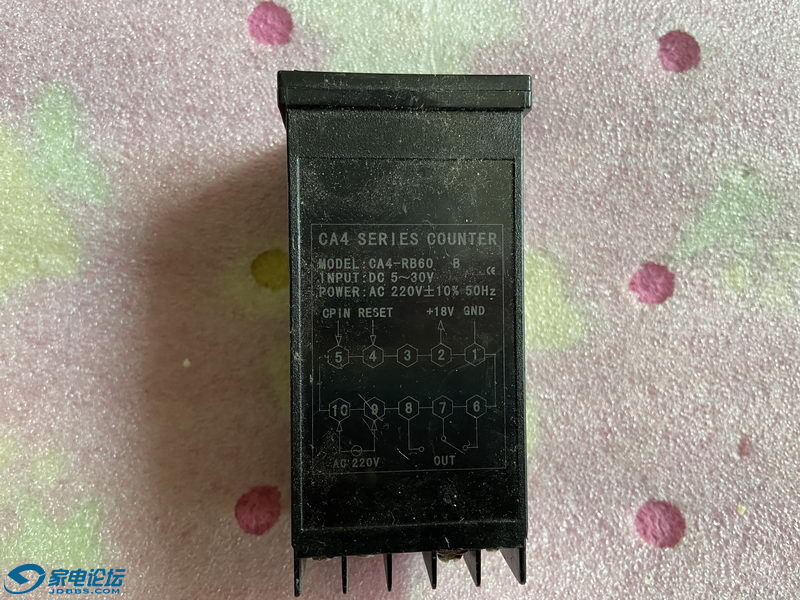 CA4 SERIES COUNTER
MODEL:CA4-RB60 B
INPUT:DC 5~30V CE
POWER:AC 220V±10% 50Hz
CPIN RESET +18V GND
5 4 3 2 1
10 9 8 7 6
AC 220V OUT
家电论坛
JDBBS.COM